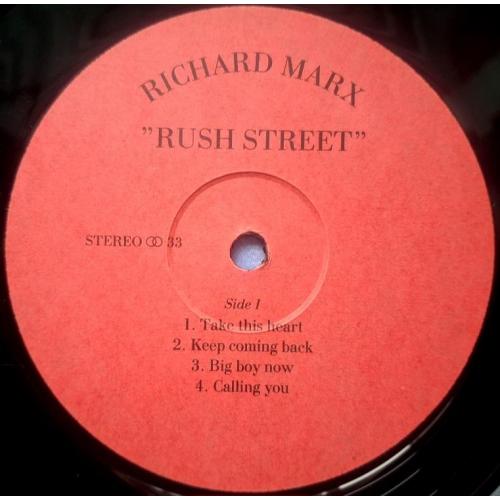 RICHARD MARX
”RUSH STREET”
STEREO ꝏ 33
Side 1
1. Take this heart
2. Keep coming back
3. Big boy now
4. Calling you